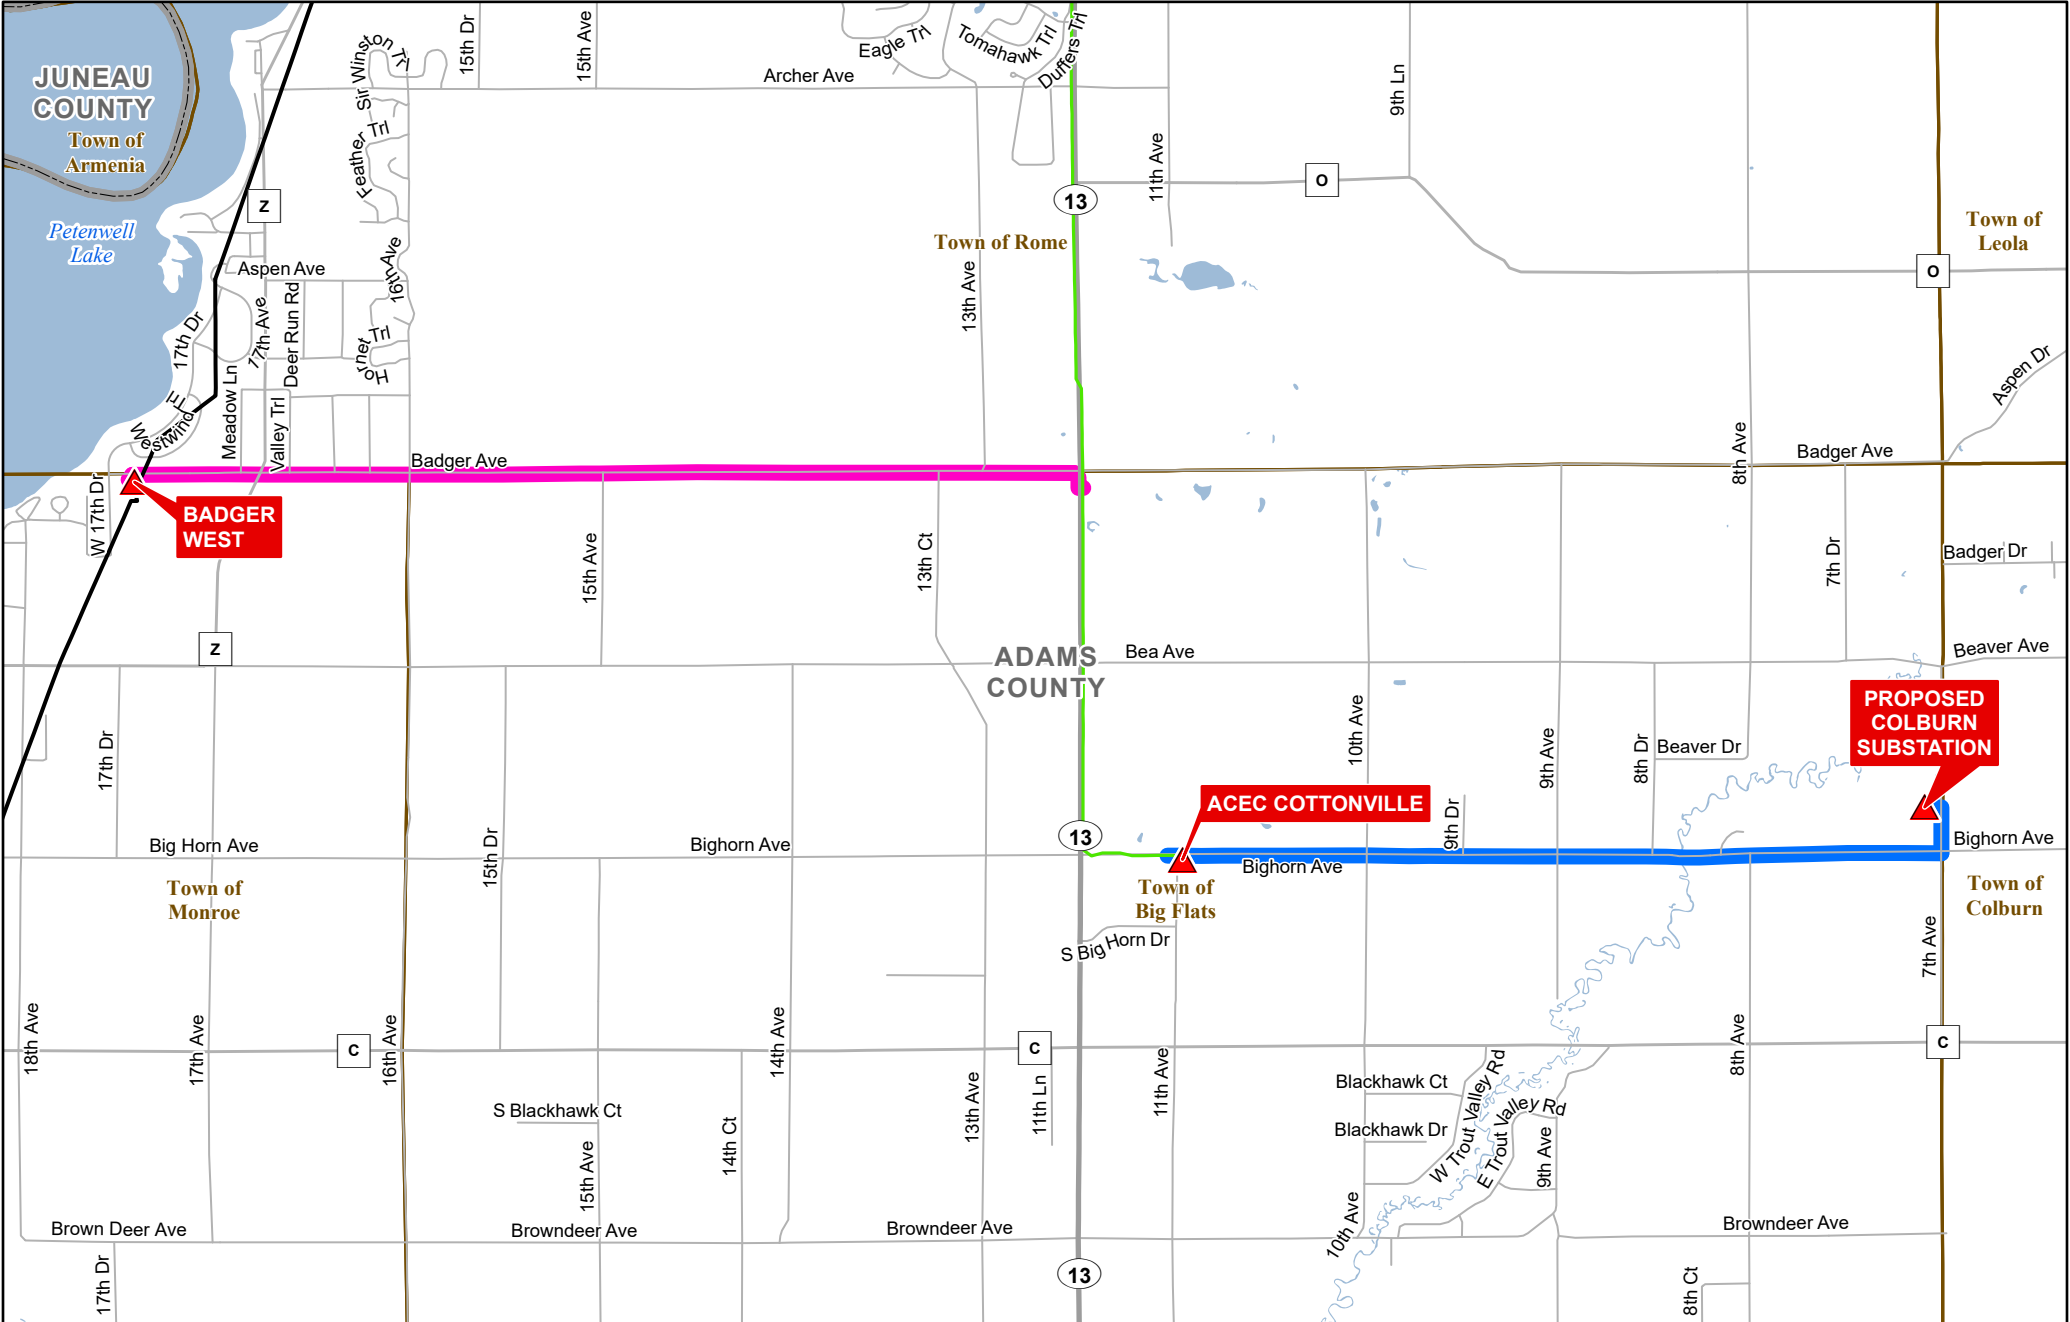 JUNEAU
COUNTY
Town of
Armenia
Petenwell
Lake
Sir Winston Trl
15th Dr
15th Ave
Archer Ave
Eagle Trl
Tomahawk Trl
Duffers Trl
9th Ln
11th Ave
Feather Trl
Z
13
O
Town of Rome
Town of
Leola
O
Aspen Ave
16th Ave
17th Dr
17th Ave
Deer Run Rd
Hornet Trl
13th Ave
Aspen Dr
Meadow Ln
Valley Trl
Westwind Trl
Badger Ave
8th Ave
Badger Ave
W 17th Dr
BADGER
WEST
15th Ave
13th Ct
7th Dr
Badger Dr
Z
ADAMS
COUNTY
Bea Ave
Beaver Ave
PROPOSED
COLBURN
SUBSTATION
17th Dr
10th Ave
9th Ave
8th Dr
Beaver Dr
ACEC COTTONVILLE
9th Dr
13
Big Horn Ave
15th Dr
Bighorn Ave
Bighorn Ave
Bighorn Ave
Town of
Monroe
Town of
Big Flats
Town of
Colburn
S Big Horn Dr
7th Ave
18th Ave
17th Ave
C
16th Ave
14th Ave
C
8th Ave
C
S Blackhawk Ct
15th Ave
14th Ct
13th Ave
11th Ln
11th Ave
Blackhawk Ct
Blackhawk Dr
W Trout Valley Rd
E Trout Valley Rd
9th Ave
10th Ave
Brown Deer Ave
Browndeer Ave
Browndeer Ave
Browndeer Ave
17th Dr
13
8th Ct